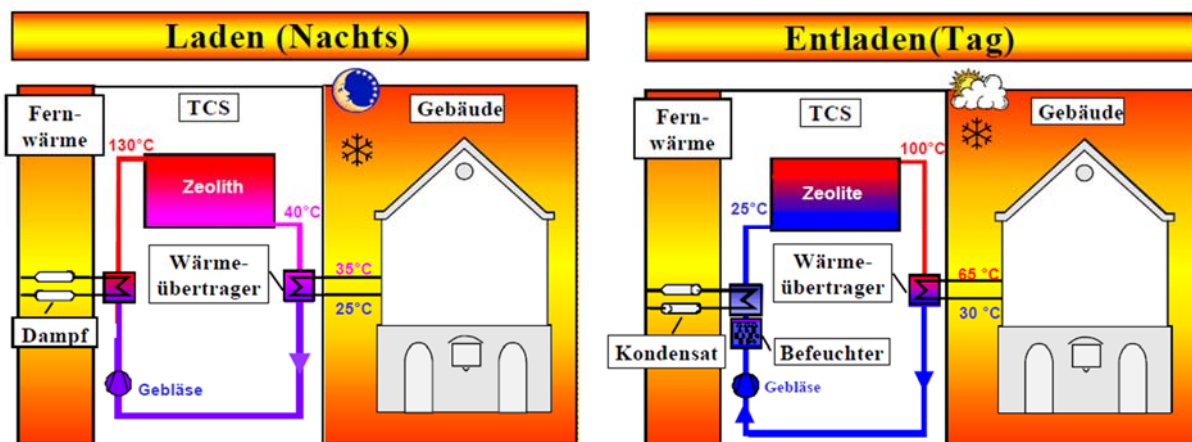 Laden (Nachts)
Fern-
wärme
TCS
Gebäude
130°C
Zeolith
40°C
Wärme-
übertrager
35°C
25°C
Dampf
Gebläse
Entladen(Tag)
Fern-
wärme
TCS
Gebäude
100°C
25°C
Zeolite
Wärme-
übertrager
65 °C
30 °C
Kondensat
Befeuchter
Gebläse